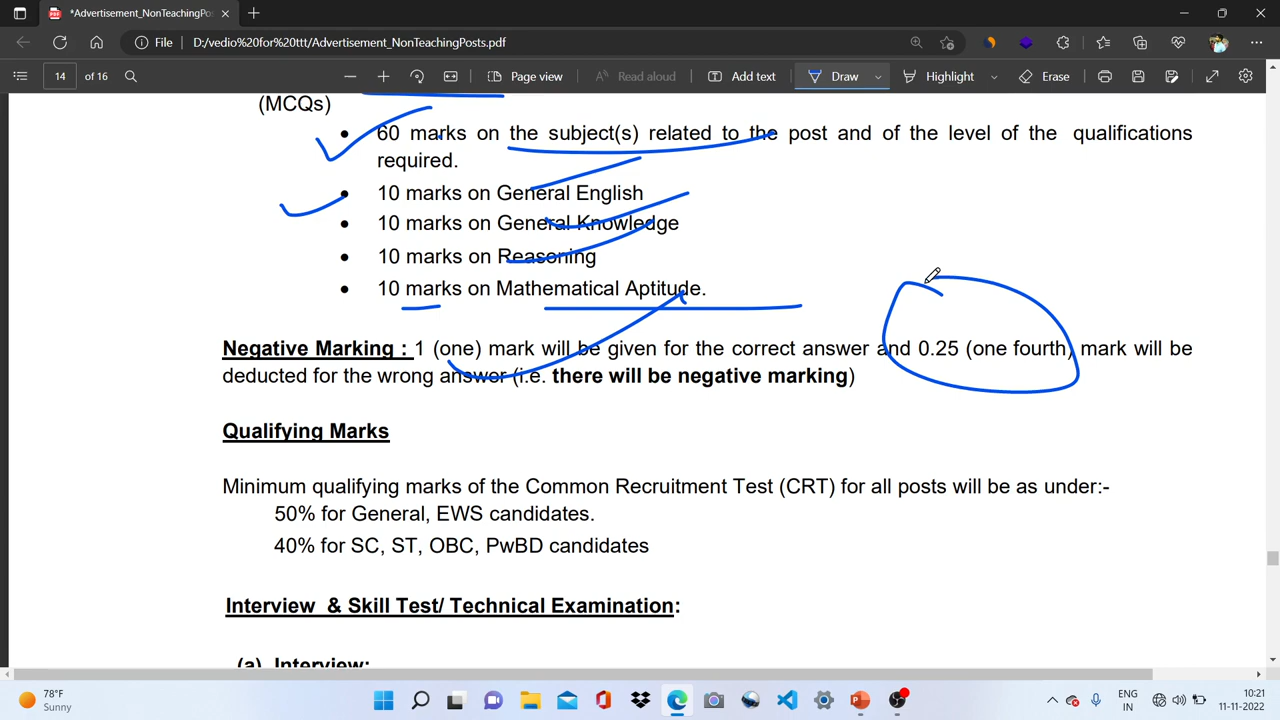 *Advertisement_NonTeachingPost
File D:/vedio%20for%20ttt/Advertisement_NonTeachingPosts.pdf
14 of 16 Page view Read aloud Add text Draw Highlight Erase
(MCQs)
• 60 marks on the subject(s) related to the post and of the level of the qualifications
required.
• 10 marks on General English
• 10 marks on General Knowledge
• 10 marks on Reasoning
• 10 marks on Mathematical Aptitude.
Negative Marking : 1 (one) mark will be given for the correct answer and 0.25 (one fourth) mark will be
deducted for the wrong answer (i.e. there will be negative marking)
Qualifying Marks
Minimum qualifying marks of the Common Recruitment Test (CRT) for all posts will be as under:-
50% for General, EWS candidates.
40% for SC, ST, OBC, PwBD candidates
Interview & Skill Test/ Technical Examination:
(a) Interview:
78°F
Sunny
ENG
IN
10:21
11-11-2022